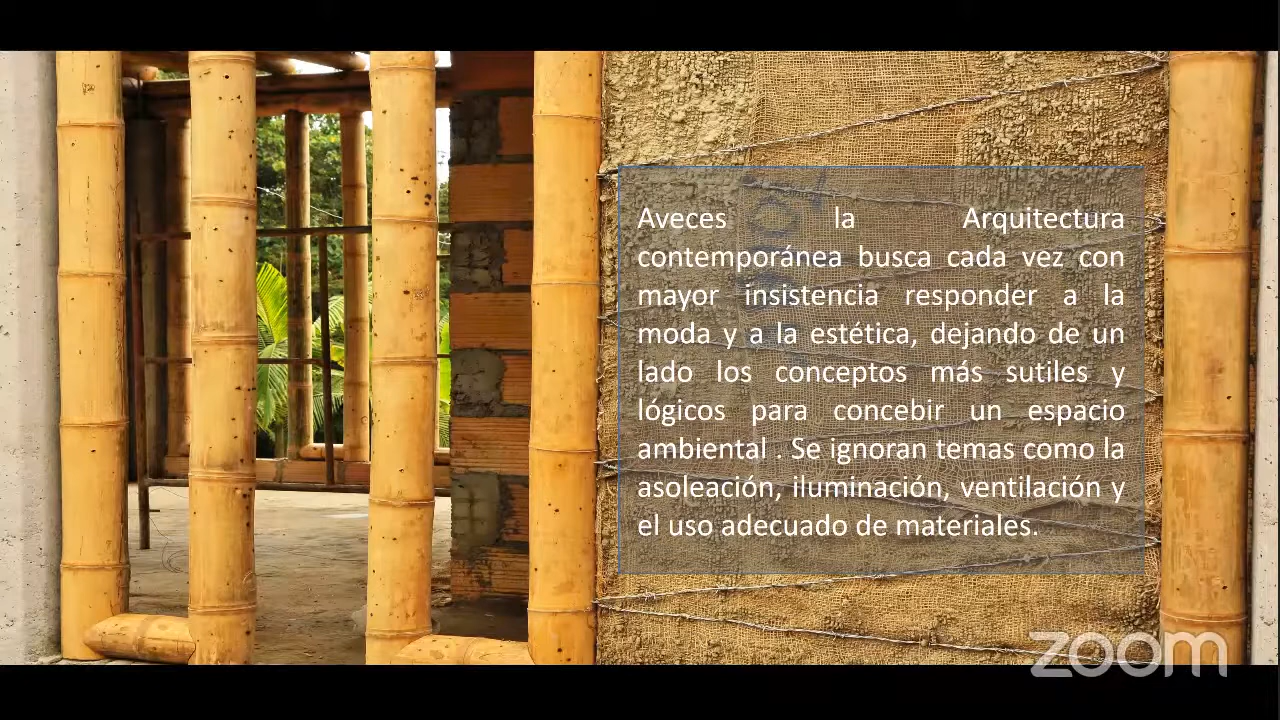 Aveces la Arquitectura
contemporánea busca cada vez con
mayor insistencia responder a la
moda y a la estética, dejando de un
lado los conceptos más sutiles y
lógicos para concebir un espacio
ambiental . Se ignoran temas como la
asoleación, iluminación, ventilación y
el uso adecuado de materiales.
zoom